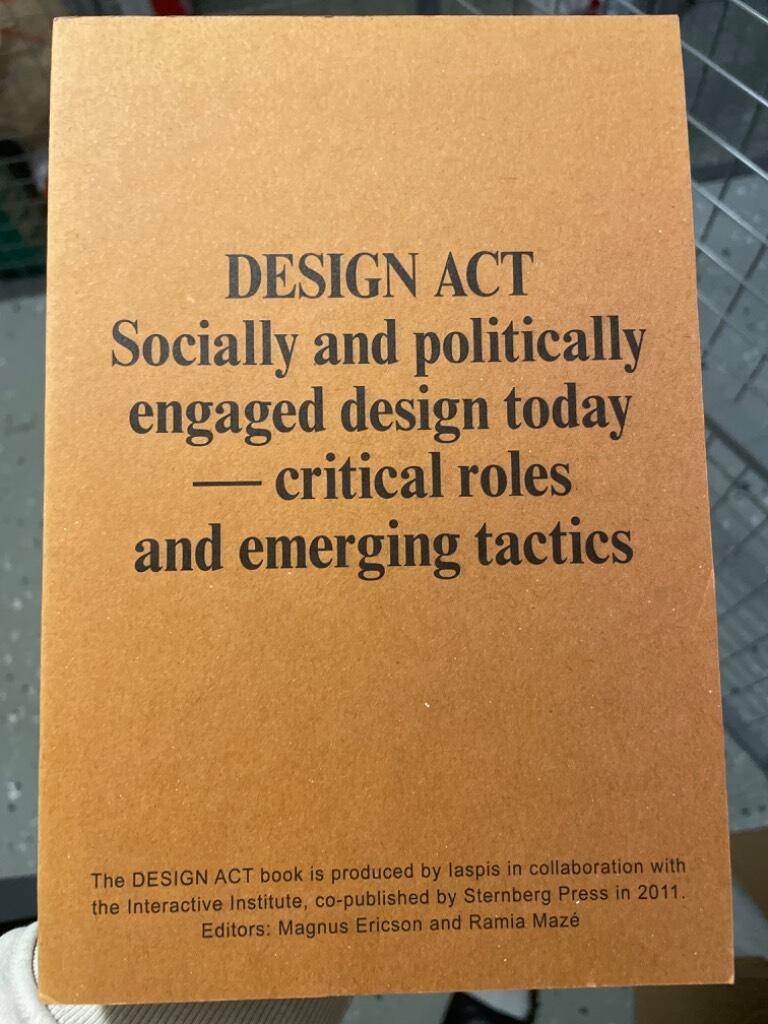 DESIGN ACT
Socially and politically
engaged design today
— critical roles
and emerging tactics
The DESIGN ACT book is produced by Iaspis in collaboration with
the Interactive Institute, co-published by Sternberg Press in 2011.
Editors: Magnus Ericson and Ramia Mazé